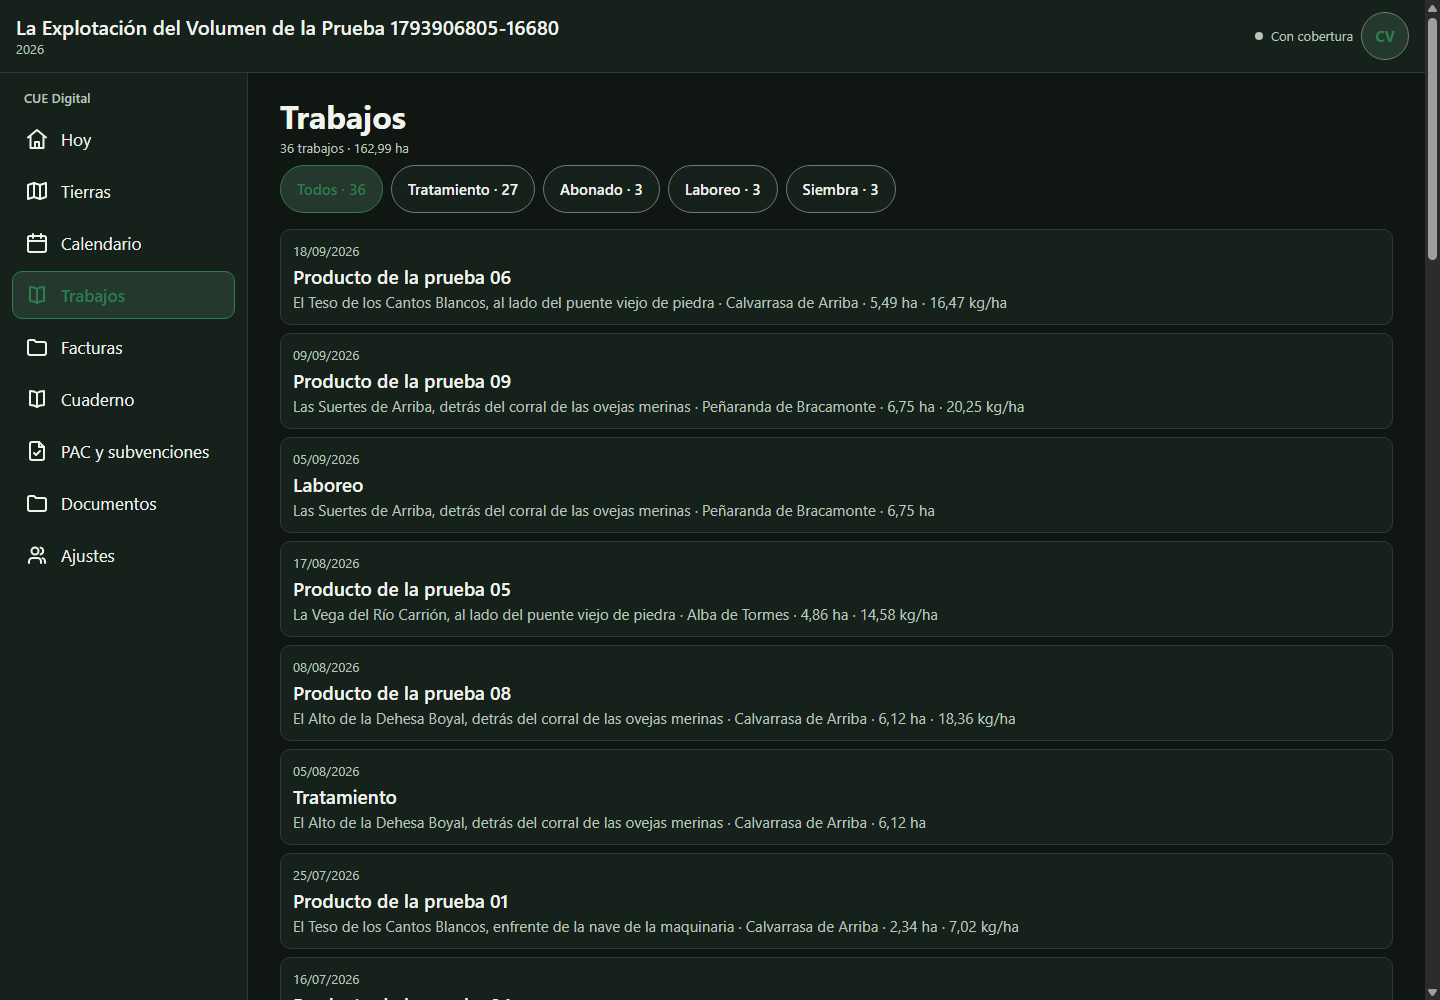 La Explotación del Volumen de la Prueba 1793906805-16680
2026
Con cobertura
CV
CUE Digital
Hoy
Tierras
Calendario
Trabajos
Facturas
Cuaderno
PAC y subvenciones
Documentos
Ajustes
Trabajos
36 trabajos · 162,99 ha
Todos · 36
Tratamiento · 27
Abonado · 3
Laboreo · 3
Siembra · 3
18/09/2026
Producto de la prueba 06
El Teso de los Cantos Blancos, al lado del puente viejo de piedra · Calvarrasa de Arriba · 5,49 ha · 16,47 kg/ha
09/09/2026
Producto de la prueba 09
Las Suertes de Arriba, detrás del corral de las ovejas merinas · Peñaranda de Bracamonte · 6,75 ha · 20,25 kg/ha
05/09/2026
Laboreo
Las Suertes de Arriba, detrás del corral de las ovejas merinas · Peñaranda de Bracamonte · 6,75 ha
17/08/2026
Producto de la prueba 05
La Vega del Río Carrión, al lado del puente viejo de piedra · Alba de Tormes · 4,86 ha · 14,58 kg/ha
08/08/2026
Producto de la prueba 08
El Alto de la Dehesa Boyal, detrás del corral de las ovejas merinas · Calvarrasa de Arriba · 6,12 ha · 18,36 kg/ha
05/08/2026
Tratamiento
El Alto de la Dehesa Boyal, detrás del corral de las ovejas merinas · Calvarrasa de Arriba · 6,12 ha
25/07/2026
Producto de la prueba 01
El Teso de los Cantos Blancos, enfrente de la nave de la maquinaria · Calvarrasa de Arriba · 2,34 ha · 7,02 kg/ha
16/07/2026